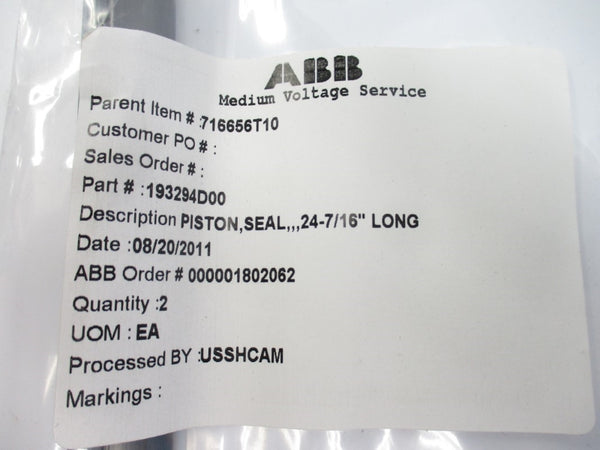 ABB
Medium Voltage Service
Parent Item # :716656T10
Customer PO # :
Sales Order # :
Part # :193294D00
Description PISTON,SEAL,,,24-7/16" LONG
Date :08/20/2011
ABB Order # 000001802062
Quantity :2
UOM : EA
Processed BY :USSHCAM
Markings :